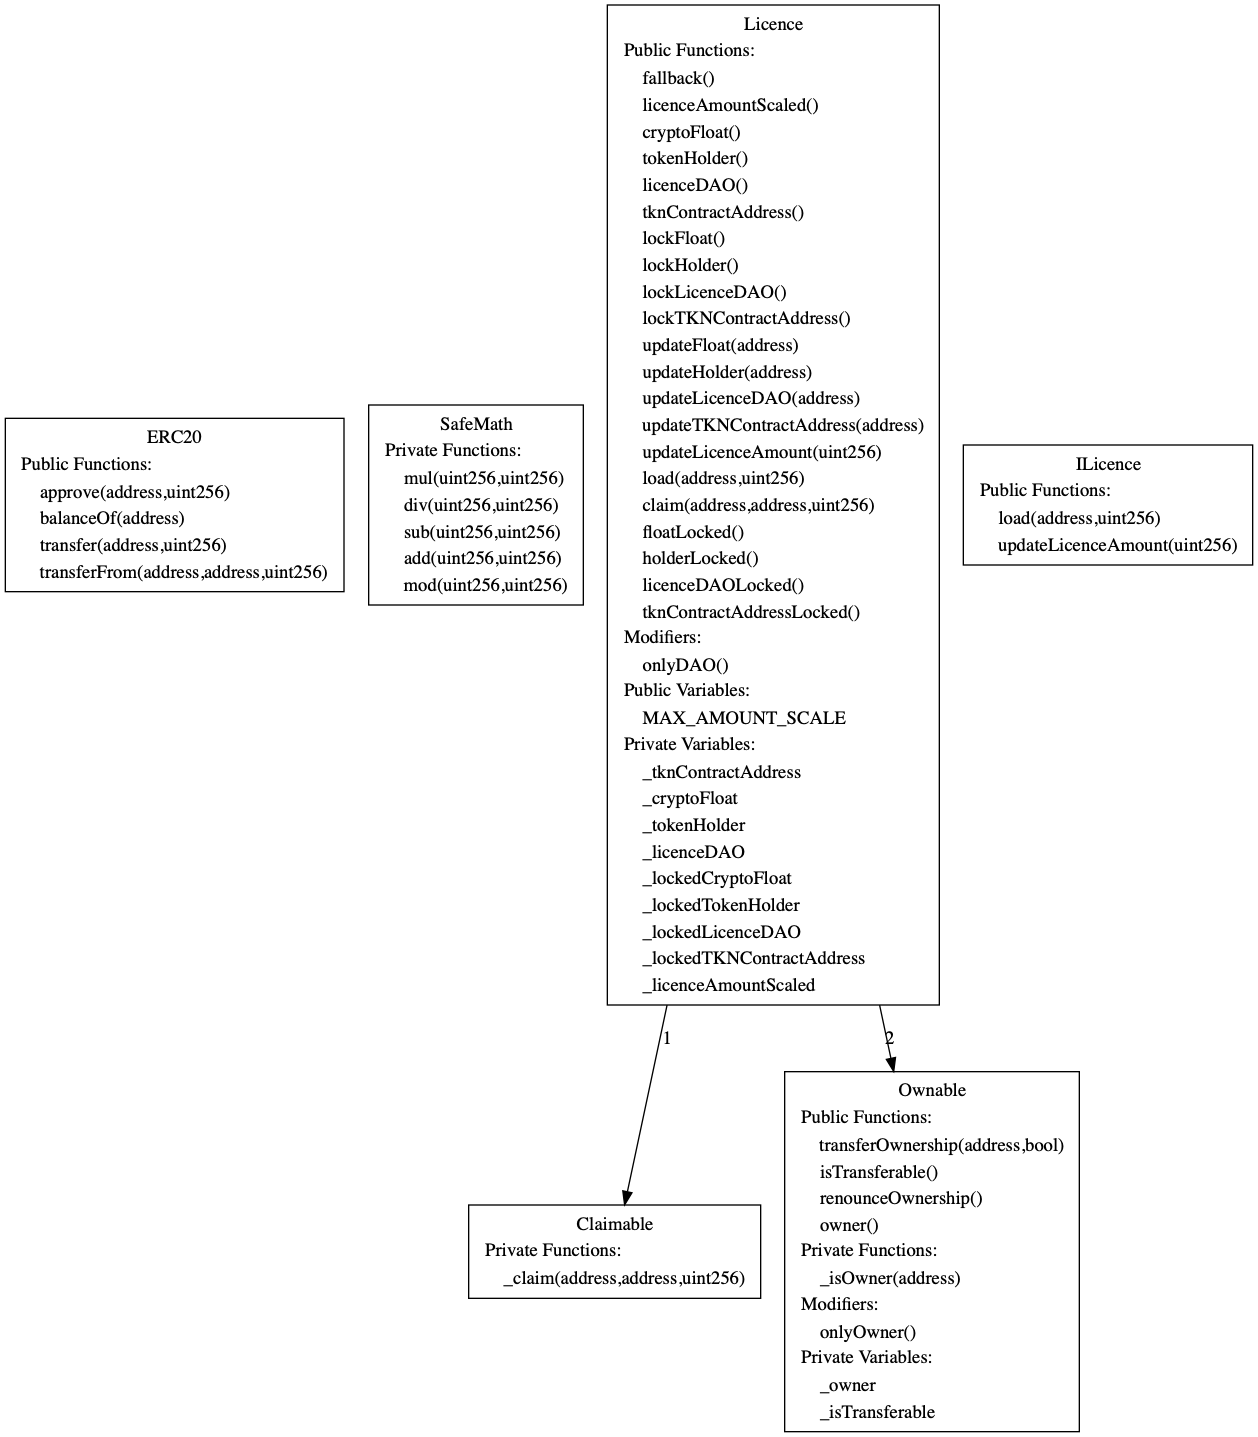 Licence
Public Functions:
fallback()
licenceAmountScaled()
cryptoFloat()
tokenHolder()
licenceDAO()
tknContractAddress()
lockFloat()
lockHolder()
lockLicenceDAO()
lockTKNContractAddress()
updateFloat(address)
updateHolder(address)
updateLicenceDAO(address)
updateTKNContractAddress(address)
updateLicenceAmount(uint256)
load(address,uint256)
claim(address,address,uint256)
floatLocked()
holderLocked()
licenceDAOLocked()
tknContractAddressLocked()
Modifiers:
onlyDAO()
Public Variables:
MAX_AMOUNT_SCALE
Private Variables:
_tknContractAddress
_cryptoFloat
_tokenHolder
_licenceDAO
_lockedCryptoFloat
_lockedTokenHolder
_lockedLicenceDAO
_lockedTKNContractAddress
_licenceAmountScaled
ERC20
Public Functions:
approve(address,uint256)
balanceOf(address)
transfer(address,uint256)
transferFrom(address,address,uint256)
SafeMath
Private Functions:
mul(uint256,uint256)
div(uint256,uint256)
sub(uint256,uint256)
add(uint256,uint256)
mod(uint256,uint256)
ILicence
Public Functions:
load(address,uint256)
updateLicenceAmount(uint256)
1
2
Claimable
Private Functions:
_claim(address,address,uint256)
Ownable
Public Functions:
transferOwnership(address,bool)
isTransferable()
renounceOwnership()
owner()
Private Functions:
_isOwner(address)
Modifiers:
onlyOwner()
Private Variables:
_owner
_isTransferable